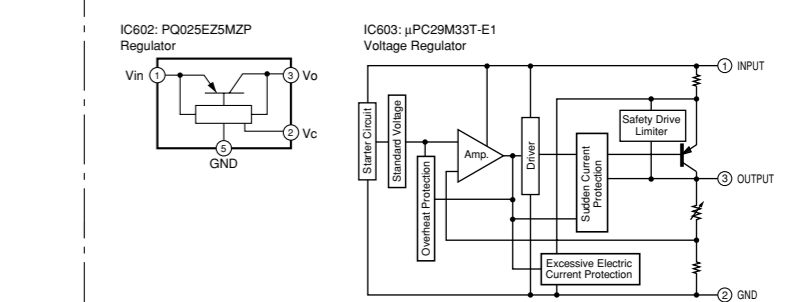 IC602: PQ025EZ5MZP
Regulator
Vin 1
3 Vo
2 Vc
5
GND
IC603: µPC29M33T-E1
Voltage Regulator
1 INPUT
Starter Circuit
Standard Voltage
Overheat Protection
Amp.
Driver
Sudden Current
Protection
Safety Drive
Limiter
3 OUTPUT
Excessive Electric
Current Protection
2 GND